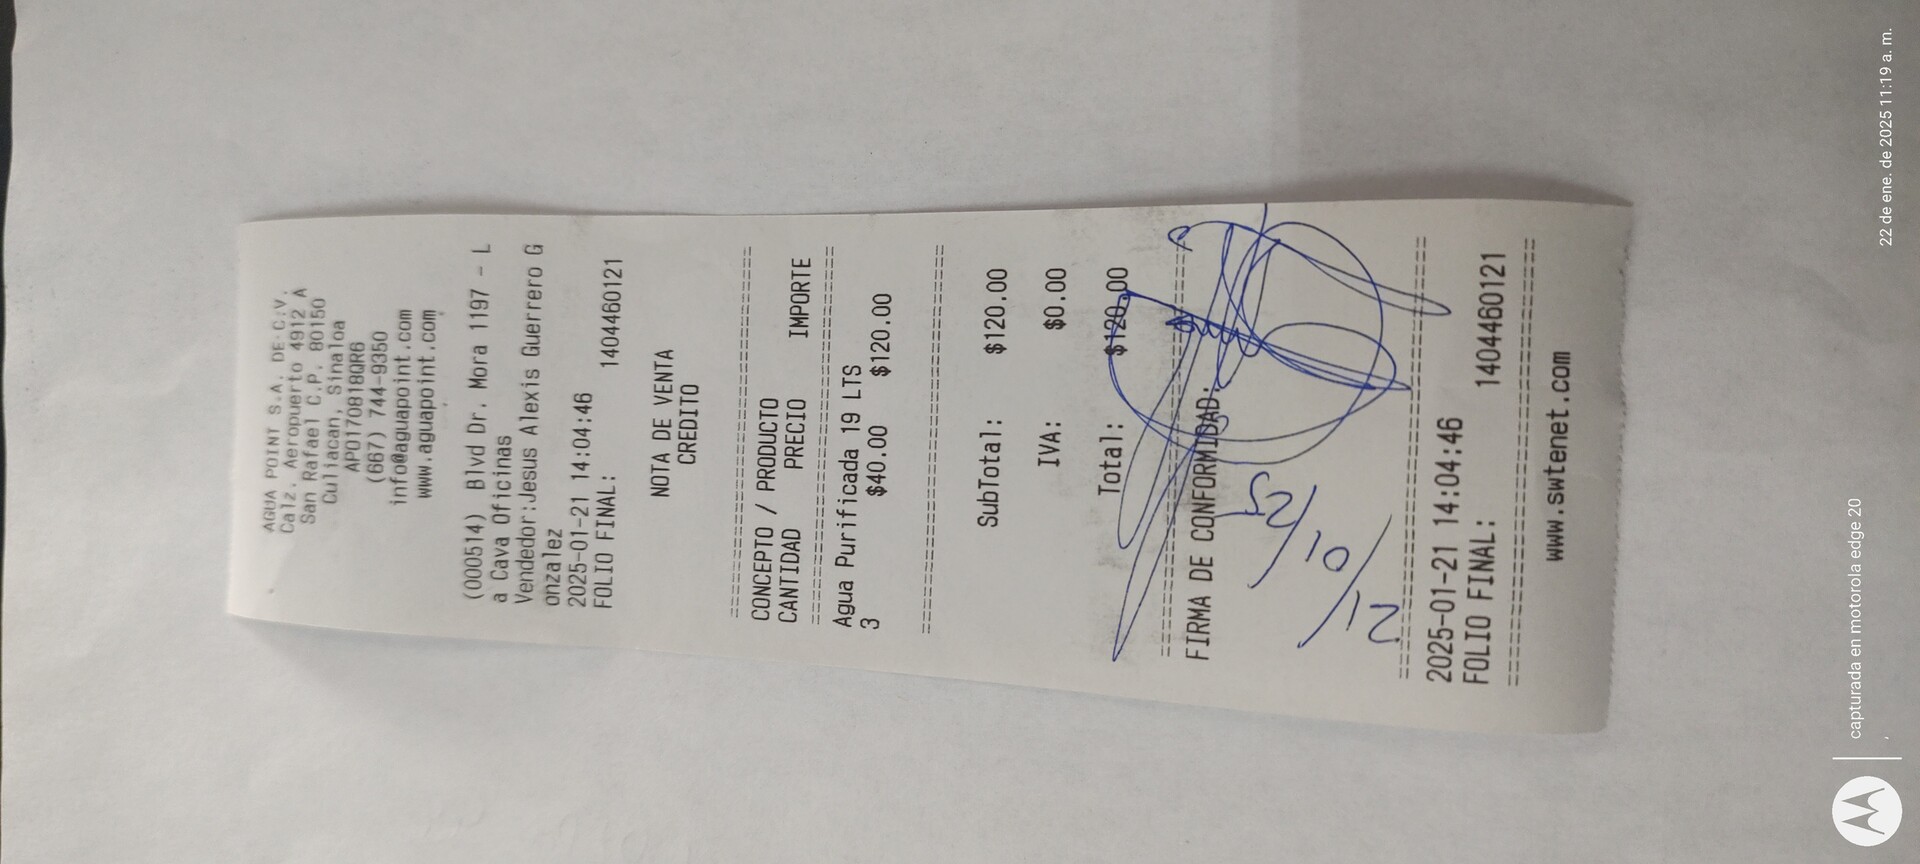 AGUA POINT S.A. DE C.V.
Calz. Aeropuerto 4912 A
San Rafael C.P. 80150
Culiacan, Sinaloa
APO170818QR6
(667) 744-9350
info@aguapoint.com
www.aguapoint.com
(000514) Blvd Dr. Mora 1197 - L
a Cava Oficinas
Vendedor:Jesus Alexis Guerrero G
onzalez
2025-01-21 14:04:46
FOLIO FINAL: 1404460121
NOTA DE VENTA
CREDITO
CONCEPTO / PRODUCTO
CANTIDAD PRECIO IMPORTE
Agua Purificada 19 LTS
3 $40.00 $120.00
SubTotal: $120.00
IVA: $0.00
Total: $120.00
FIRMA DE CONFORMIDAD:
21/01/25
2025-01-21 14:04:46
FOLIO FINAL: 1404460121
www.swtenet.com
capturada en motorola edge 20
22 de ene. de 2025 11:19 a. m.